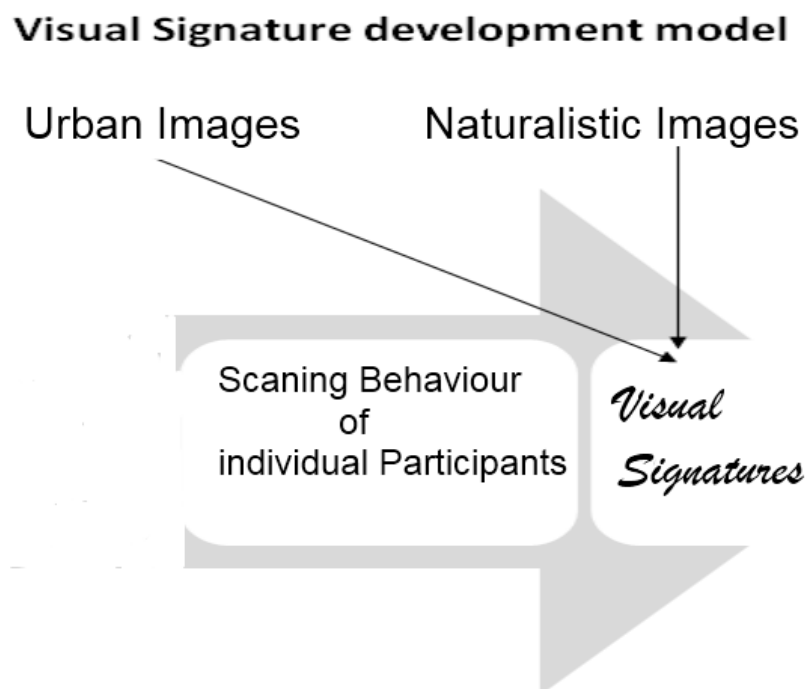 Visual Signature development model
Urban Images
Naturalistic Images
Scaning Behaviour
of
individual Participants
Visual
Signatures